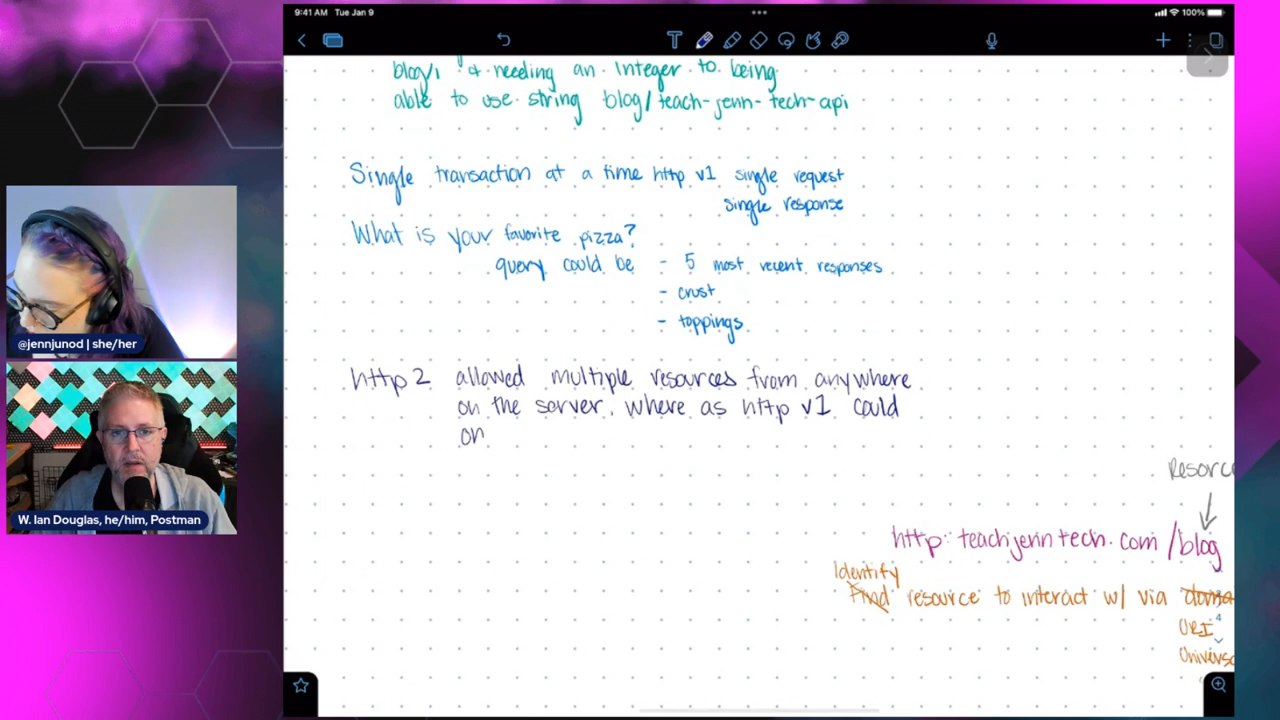 9:41 AM Tue Jan 9
100%
blog/1 & needing an integer to being
able to use string blog/teach-jenn-tech-api
Single transaction at a time http v1 single request
single response
What is your favorite pizza?
query could be - 5 most recent responses
- crust
- toppings
http 2 allowed multiple resources from anywhere
on the server, where as http v1 could
on
Resorce
http: teachjenntech.com /blog
Identify
Find resource to interact w/ via doma
URI
Universa
@jennjunod | she/her
W. Ian Douglas, he/him, Postman